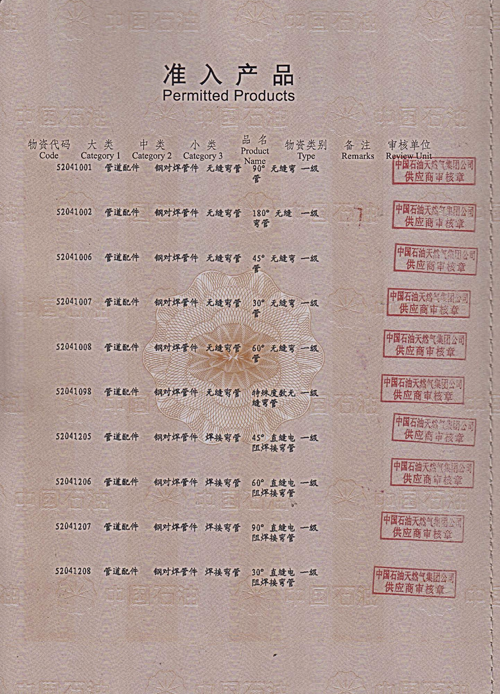 准入产品
Permitted Products
物资代码 大类 中类 小类 品名 物资类别 备注 审核单位
Code Category 1 Category 2 Category 3 Product Name Type Remarks Review Unit
52041001 管道配件 钢对焊管件 无缝弯管 90° 无缝弯 一级 中国石油天然气集团公司
管 供应商审核章
52041002 管道配件 钢对焊管件 无缝弯管 180° 无缝 一级 中国石油天然气集团公司
弯管 供应商审核章
52041006 管道配件 钢对焊管件 无缝弯管 45° 无缝弯 一级 中国石油天然气集团公司
管 供应商审核章
52041007 管道配件 钢对焊管件 无缝弯管 30° 无缝弯 一级 中国石油天然气集团公司
管 供应商审核章
52041008 管道配件 钢对焊管件 无缝弯管 60° 无缝弯 一级 中国石油天然气集团公司
管 供应商审核章
52041098 管道配件 钢对焊管件 无缝弯管 特殊度数无 一级 中国石油天然气集团公司
缝弯管 供应商审核章
52041205 管道配件 钢对焊管件 焊接弯管 45° 直缝电 一级 中国石油天然气集团公司
阻焊接弯管 供应商审核章
52041206 管道配件 钢对焊管件 焊接弯管 60° 直缝电 一级 中国石油天然气集团公司
阻焊接弯管 供应商审核章
52041207 管道配件 钢对焊管件 焊接弯管 90° 直缝电 一级 中国石油天然气集团公司
阻焊接弯管 供应商审核章
52041208 管道配件 钢对焊管件 焊接弯管 30° 直缝电 一级 中国石油天然气集团公司
阻焊接弯管 供应商审核章